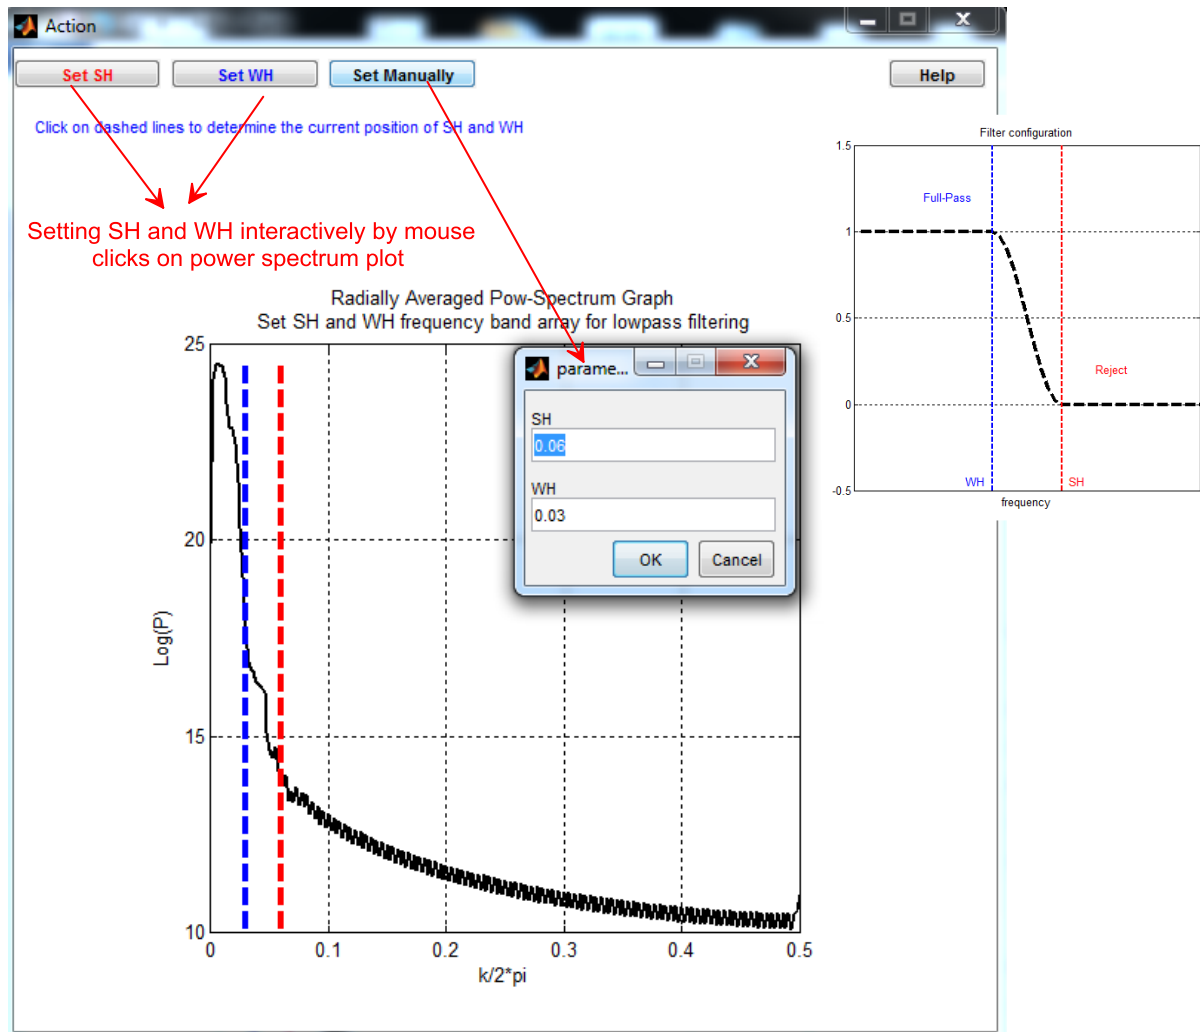 Action
Set SH
Set WH
Set Manually
Help
Click on dashed lines to determine the current position of SH and WH
Setting SH and WH interactively by mouse
clicks on power spectrum plot
Radially Averaged Pow-Spectrum Graph
Set SH and WH frequency band array for lowpass filtering
25
20
15
10
Log(P)
0
0.1
0.2
0.3
0.4
0.5
k/2*pi
parame...
SH
0.06
WH
0.03
OK
Cancel
Filter configuration
1.5
1
0.5
0
-0.5
Full-Pass
Reject
WH
SH
frequency